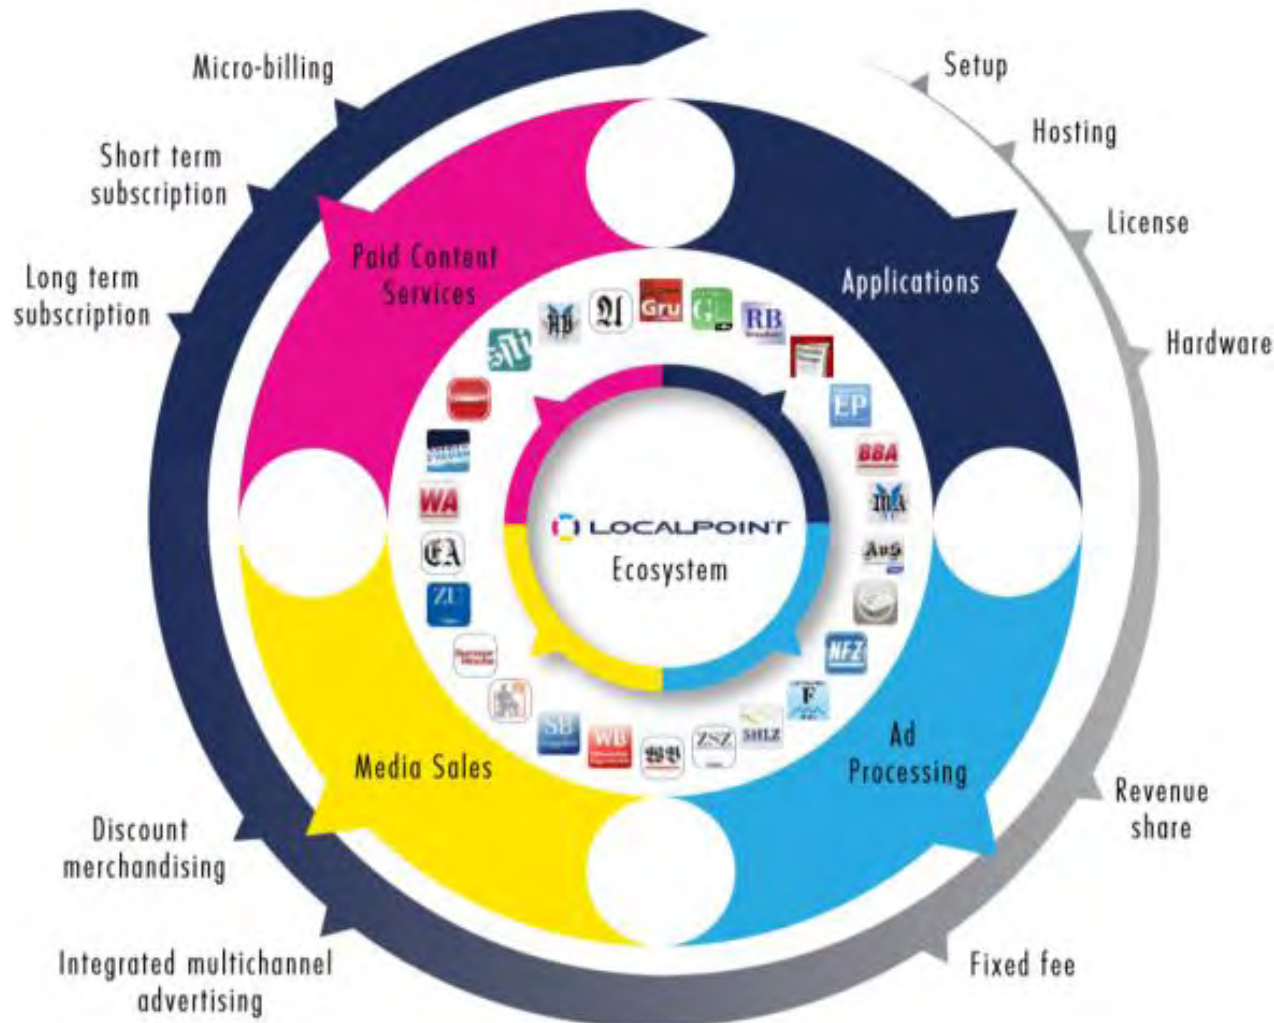 Micro-billing
Setup
Hosting
Short term
subscription
License
Long term
subscription
Hardware
Paid Content
Services
Applications
Gru
GL
RB
EP
BBA
WA
EA
ZU
NFZ
F
SHLZ
ZSZ
WB
SB
LOCALPOINT
Ecosystem
Media Sales
Ad
Processing
Revenue
share
Discount
merchandising
Integrated multichannel
advertising
Fixed fee